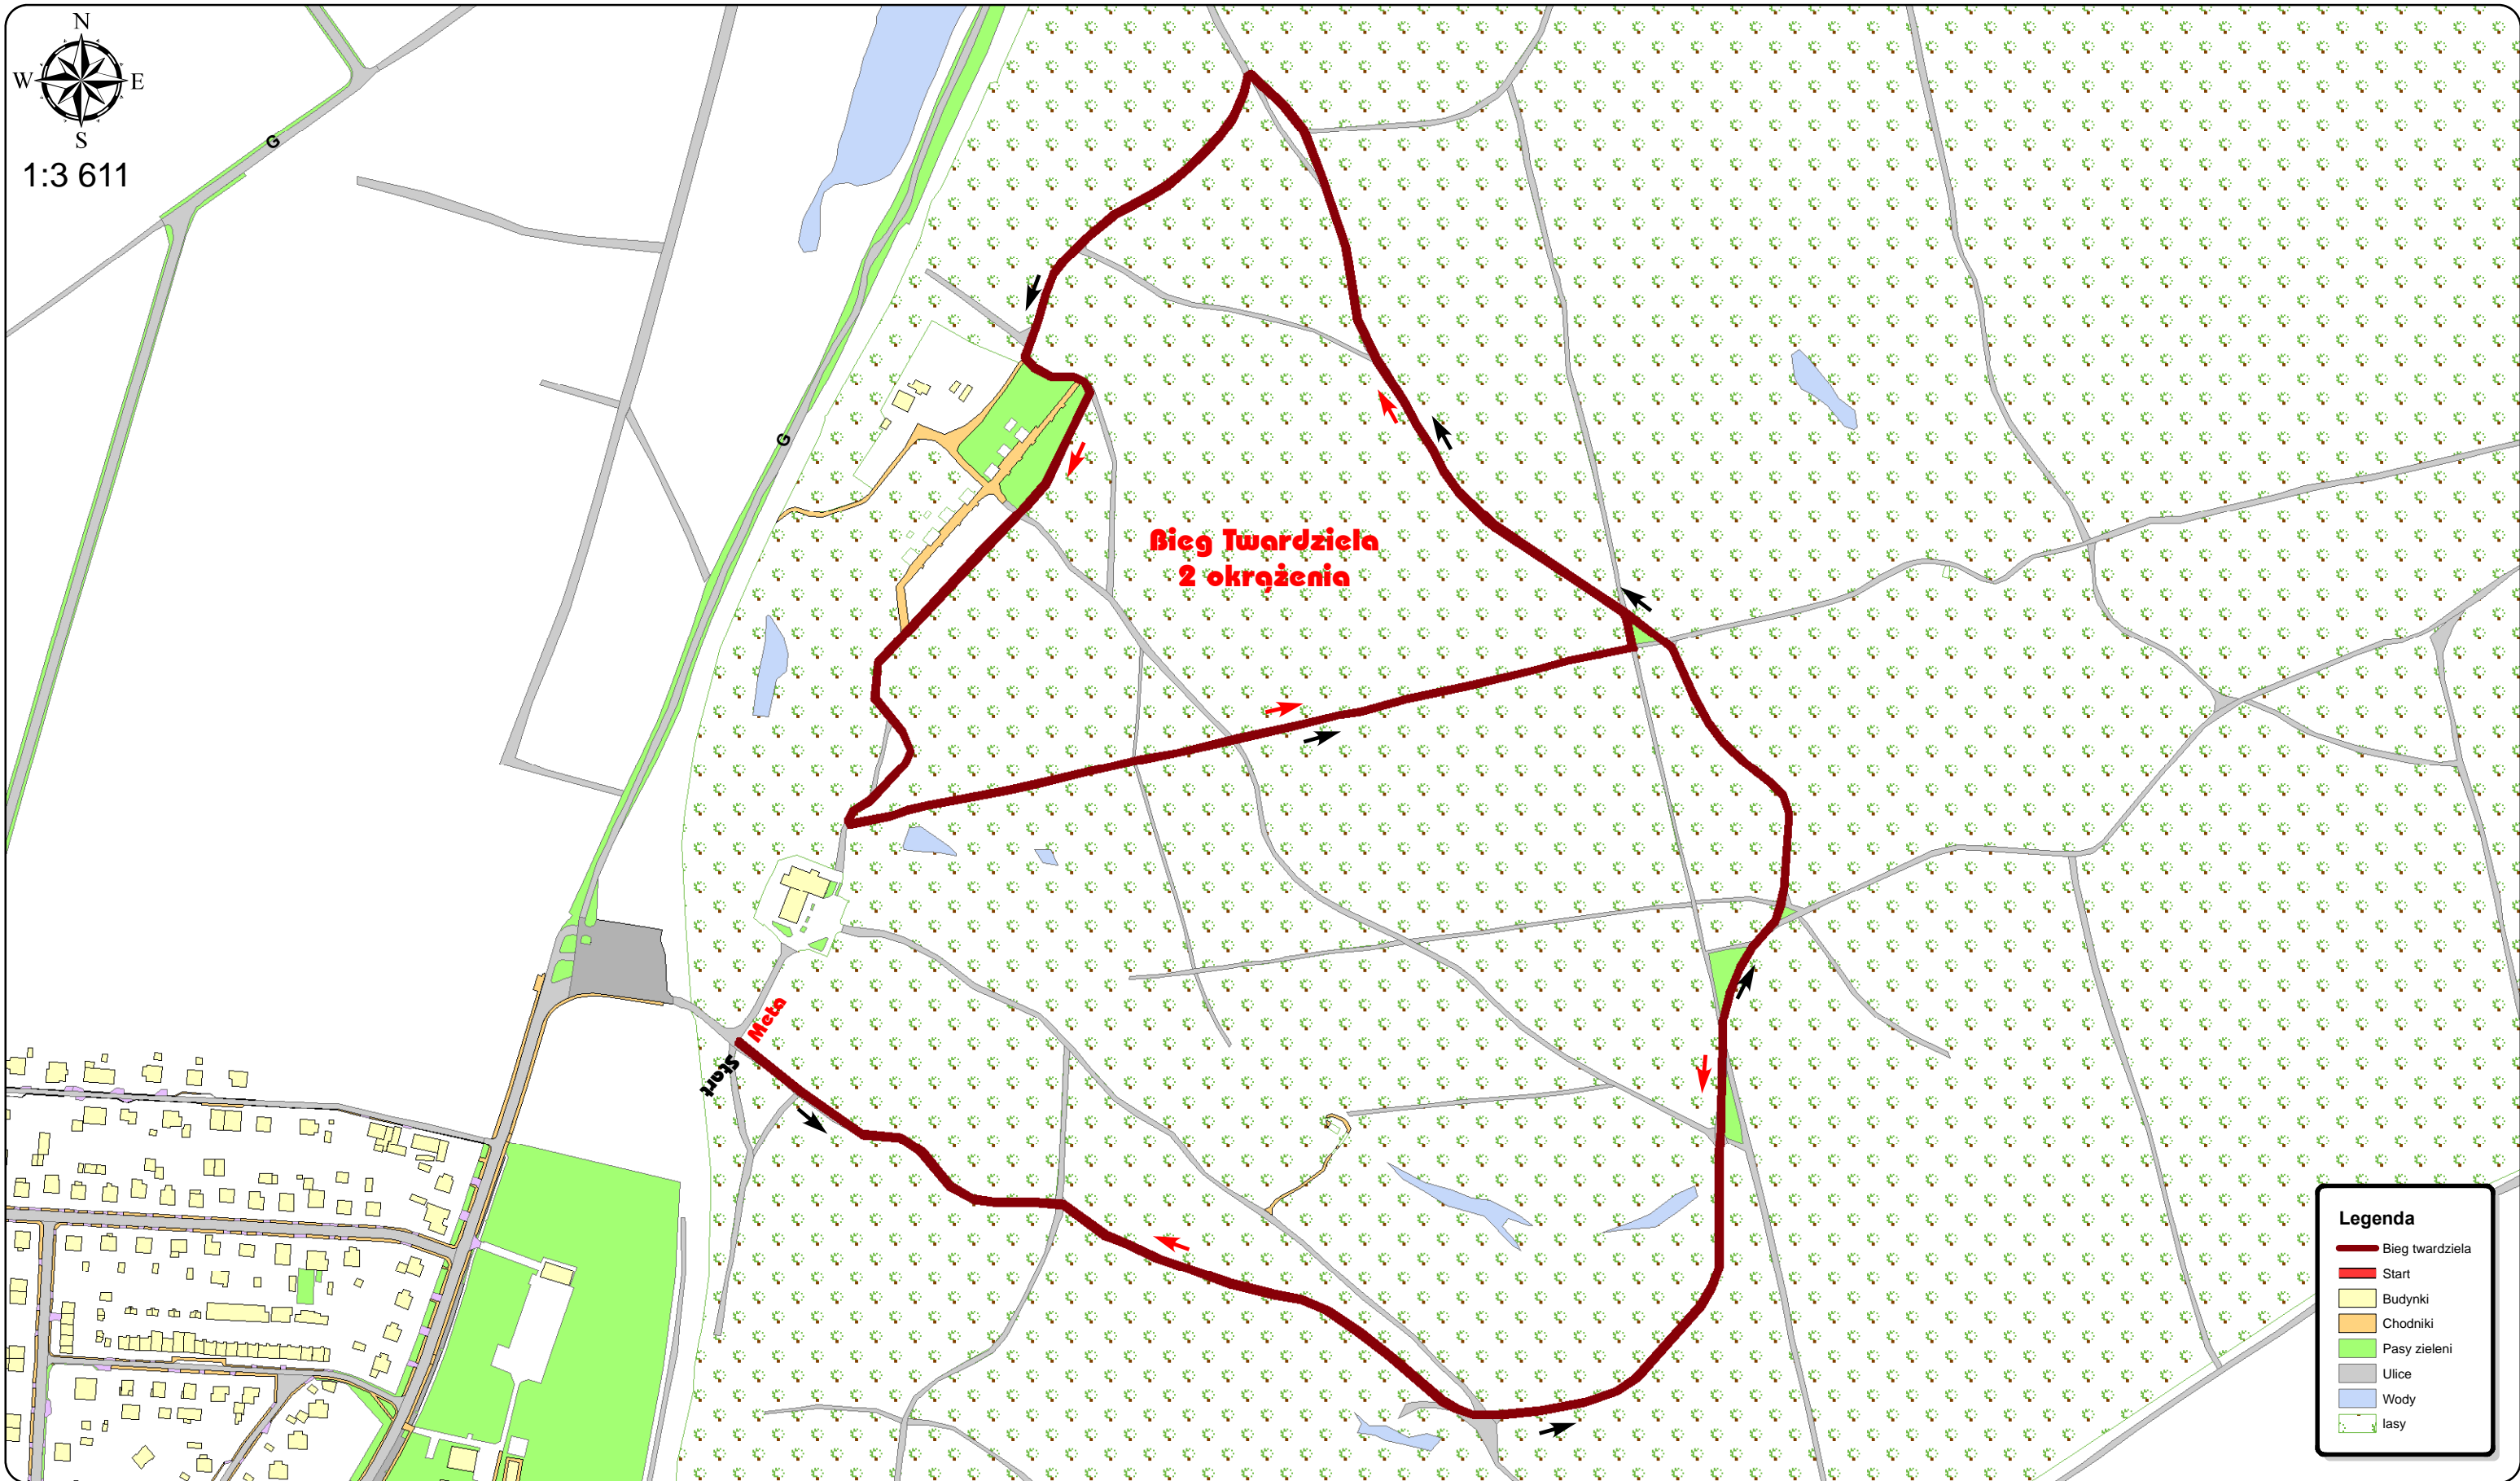 N
W E
S
1:3 611
G
G
Bieg Twardziela
2 okrążenia
Meta
Start
Legenda
Bieg twardziela
Start
Budynki
Chodniki
Pasy zieleni
Ulice
Wody
lasy